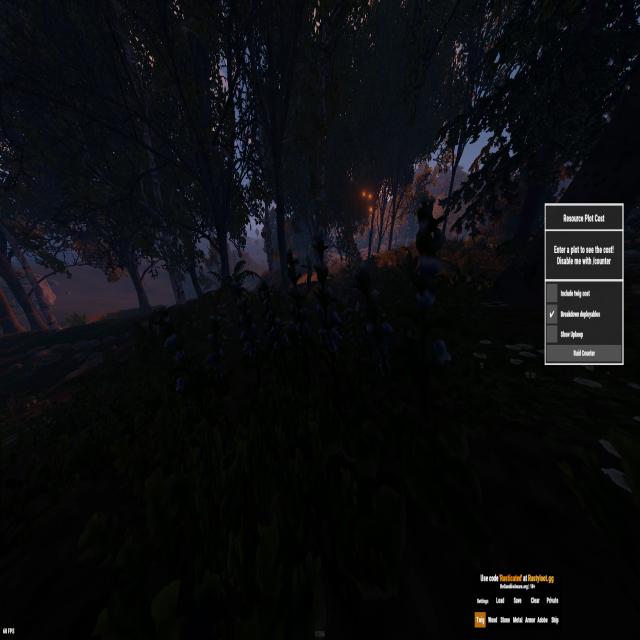 Resource Plot Cost
Enter a plot to see the cost!
Disable me with /counter
Include twig cost
Breakdown deployables
Show Upkeep
Raid Counter
Use code 'Rusticated' at Rustyloot.gg
Settings Load Save Clear Private
Twig Wood Stone Metal Armor Adobe Skip
60 FPS